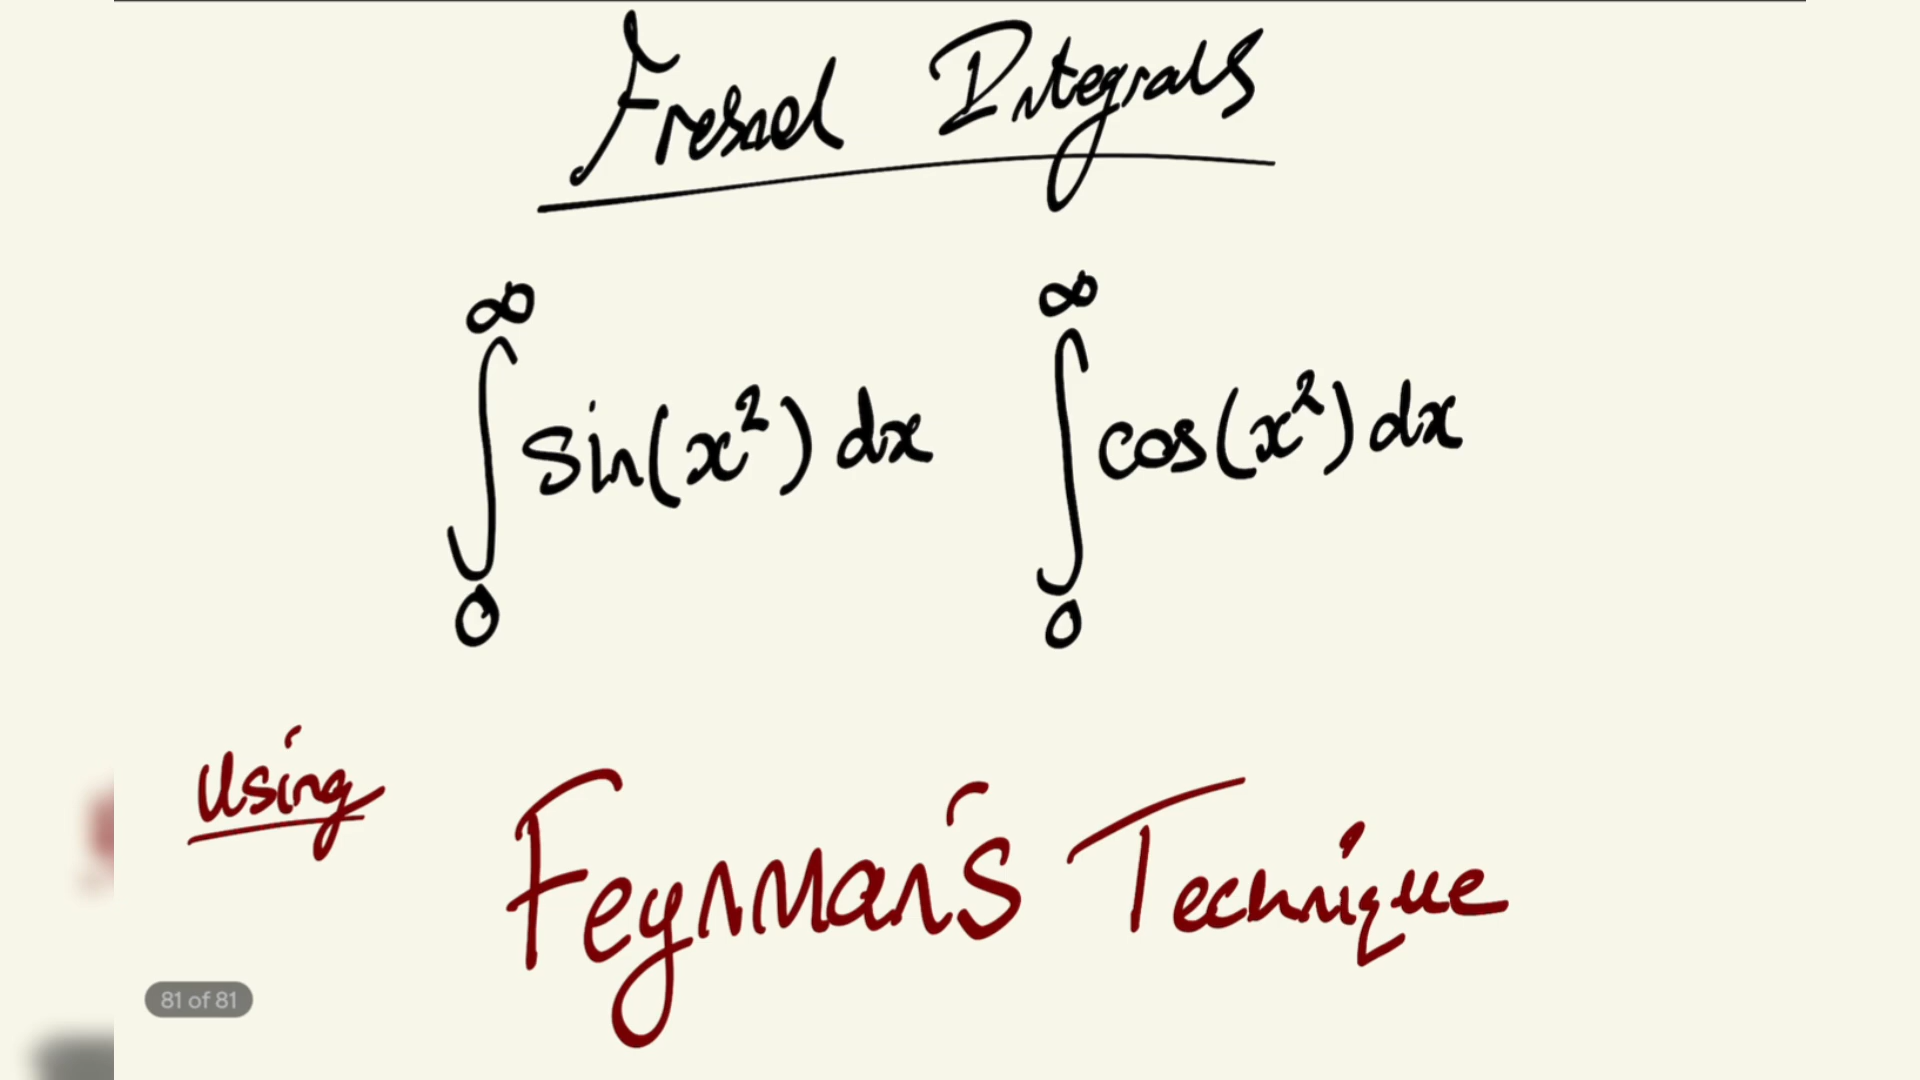 Fresnel Integrals
∫₀^∞ sin(x²) dx ∫₀^∞ cos(x²) dx
Using Feynman's Technique
81 of 81